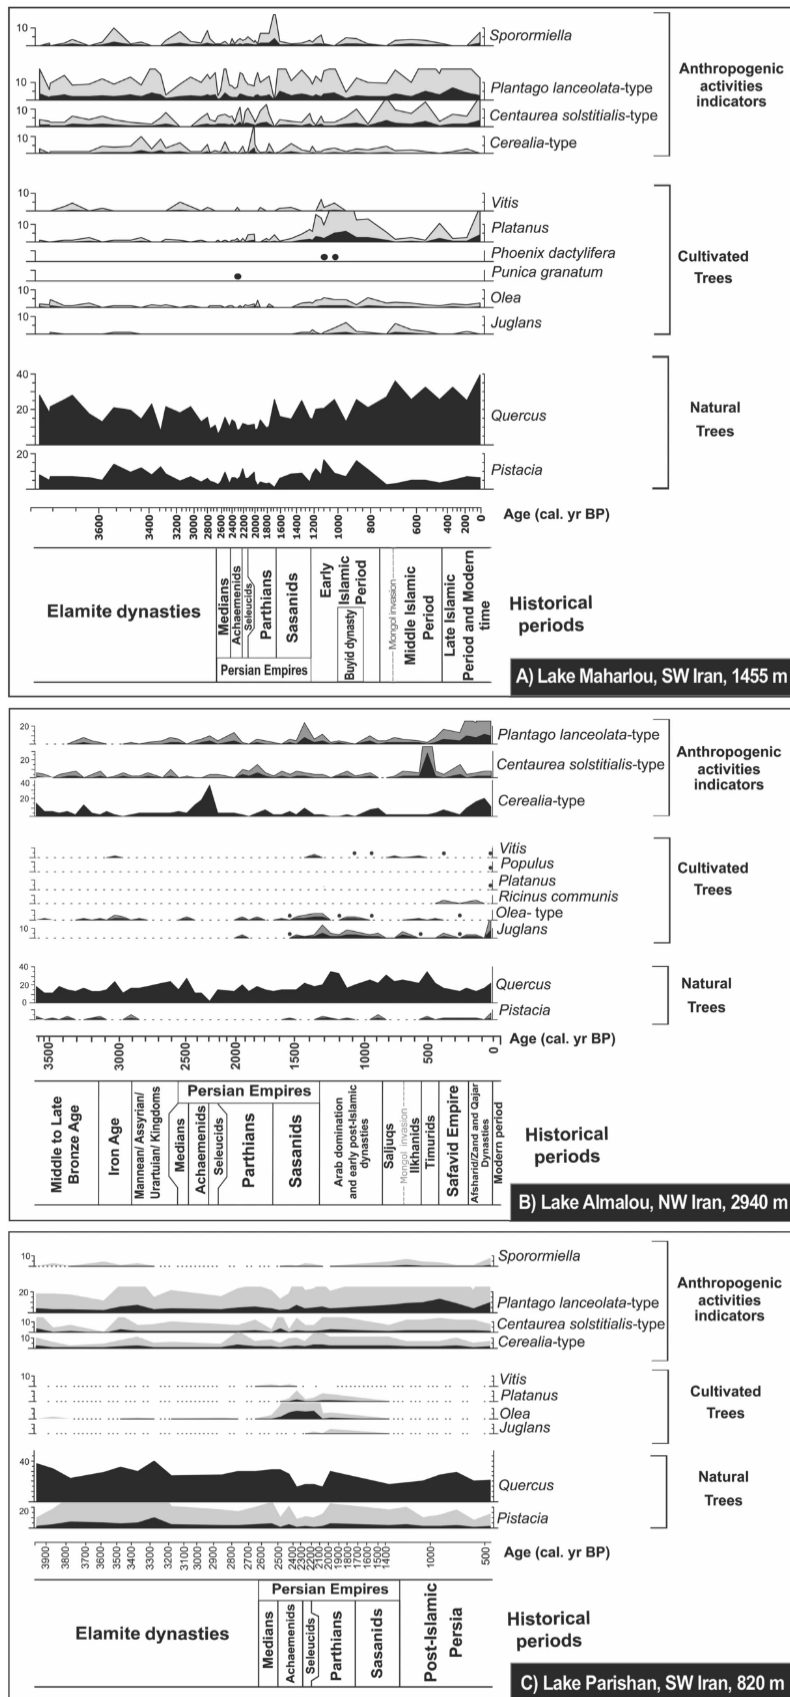 10
Sporormiella
10
Plantago lanceolata-type
Anthropogenic
activities
indicators
10
Centaurea solstitialis-type
10
Cerealia-type
10
Vitis
10
Platanus
Phoenix dactylifera
Punica granatum
Cultivated
Trees
10
Olea
10
Juglans
40
20
Quercus
Natural
Trees
20
Pistacia
3600
3400
3200
3000
2800
2600
2400
2200
2000
1800
1600
1400
1200
1000
800
600
400
200
0
Age (cal. yr BP)
Elamite dynasties
Medians
Achaemenids
Seleucids
Parthians
Sasanids
Persian Empires
Early
Islamic
Period
Buyid dynasty
Mongol invasion
Middle Islamic
Period
Late Islamic
Period and Modern
time
Historical
periods
A) Lake Maharlou, SW Iran, 1455 m
20
Plantago lanceolata-type
20
Centaurea solstitialis-type
Anthropogenic
activities
indicators
40
20
Cerealia-type
10
Vitis
Populus
Platanus
Ricinus communis
Olea- type
Cultivated
Trees
10
Juglans
40
20
0
Quercus
Pistacia
Natural
Trees
3500
3000
2500
2000
1500
1000
500
0
Age (cal. yr BP)
Middle to Late
Bronze Age
Iron Age
Mannean/ Assyrian/
Urartuian/ Kingdoms
Persian Empires
Medians
Achaemenids
Seleucids
Parthians
Sasanids
Arab domination
and early post-Islamic
dynasties
Saljuqs
Mongol invasion
Ilkhanids
Timurids
Safavid Empire
Afsharid/Zand and Qajar
Dynasties
Modern period
Historical
periods
B) Lake Almalou, NW Iran, 2940 m
10
Sporormiella
20
Plantago lanceolata-type
10
Centaurea solstitialis-type
10
Cerealia-type
Anthropogenic
activities
indicators
10
Vitis
Platanus
Olea
Juglans
Cultivated
Trees
40
Quercus
20
Pistacia
Natural
Trees
3900
3800
3700
3600
3500
3400
3300
3200
3100
3000
2900
2800
2700
2600
2500
2400
2300
2200
2100
2000
1900
1800
1700
1600
1500
1400
1000
500
Age (cal. yr BP)
Elamite dynasties
Persian Empires
Medians
Achaemenids
Seleucids
Parthians
Sasanids
Post-Islamic
Persia
Historical
periods
C) Lake Parishan, SW Iran, 820 m